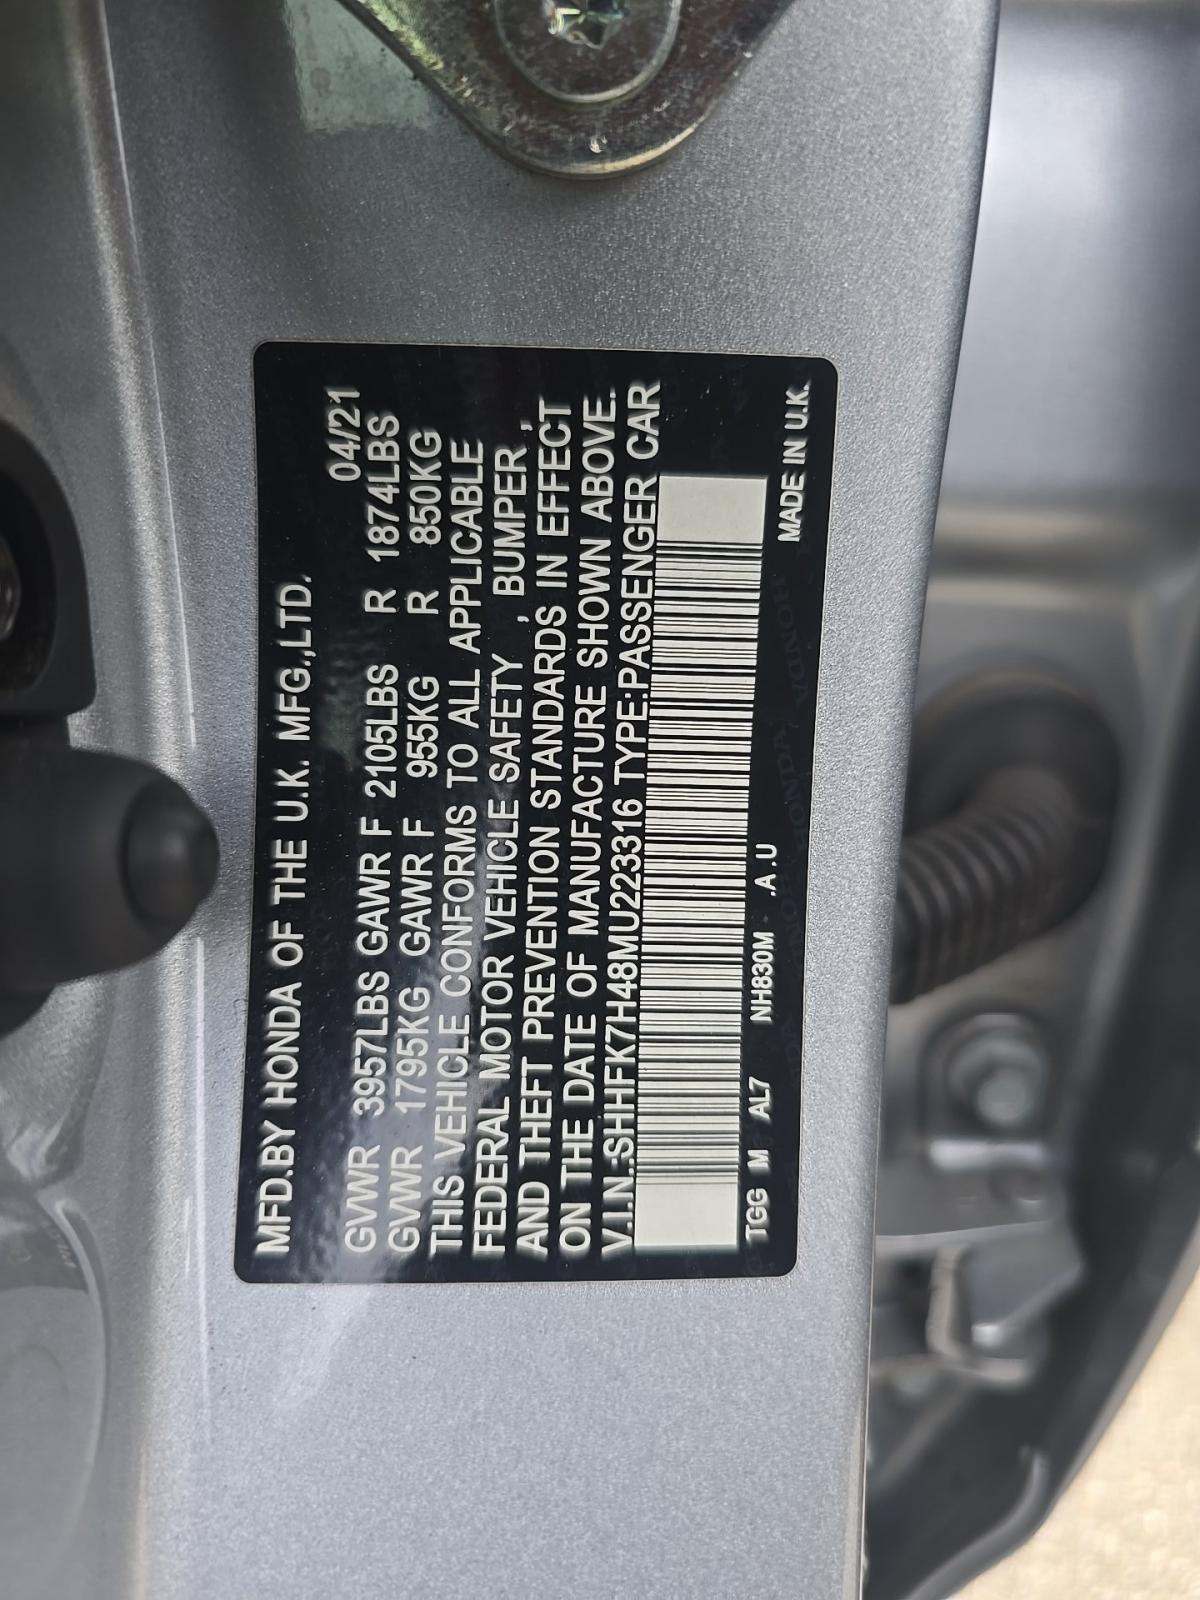 MFD.BY HONDA OF THE U.K. MFG.,LTD.
04/21
GVWR 3957LBS GAWR F 2105LBS R 1874LBS
GVWR 1795KG GAWR F 955KG R 850KG
THIS VEHICLE CONFORMS TO ALL APPLICABLE
FEDERAL MOTOR VEHICLE SAFETY , BUMPER ,
AND THEFT PREVENTION STANDARDS IN EFFECT
ON THE DATE OF MANUFACTURE SHOWN ABOVE.
V.I.N.:SHHFK7H48MU223316 TYPE:PASSENGER CAR
TGG M AL7 NH830M - .A .U MADE IN U.K.